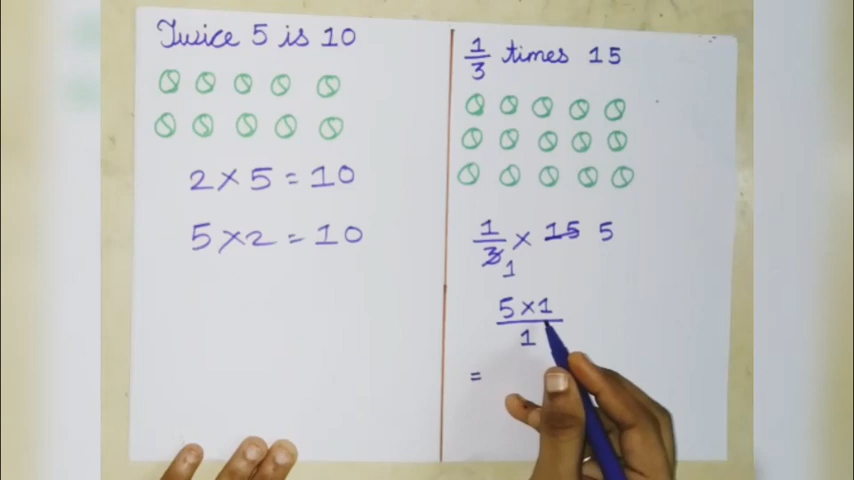 Twice 5 is 10
2 × 5 = 10
5 × 2 = 10
1/3 times 15
1/3 × 15 5
1
5 × 1
1
=